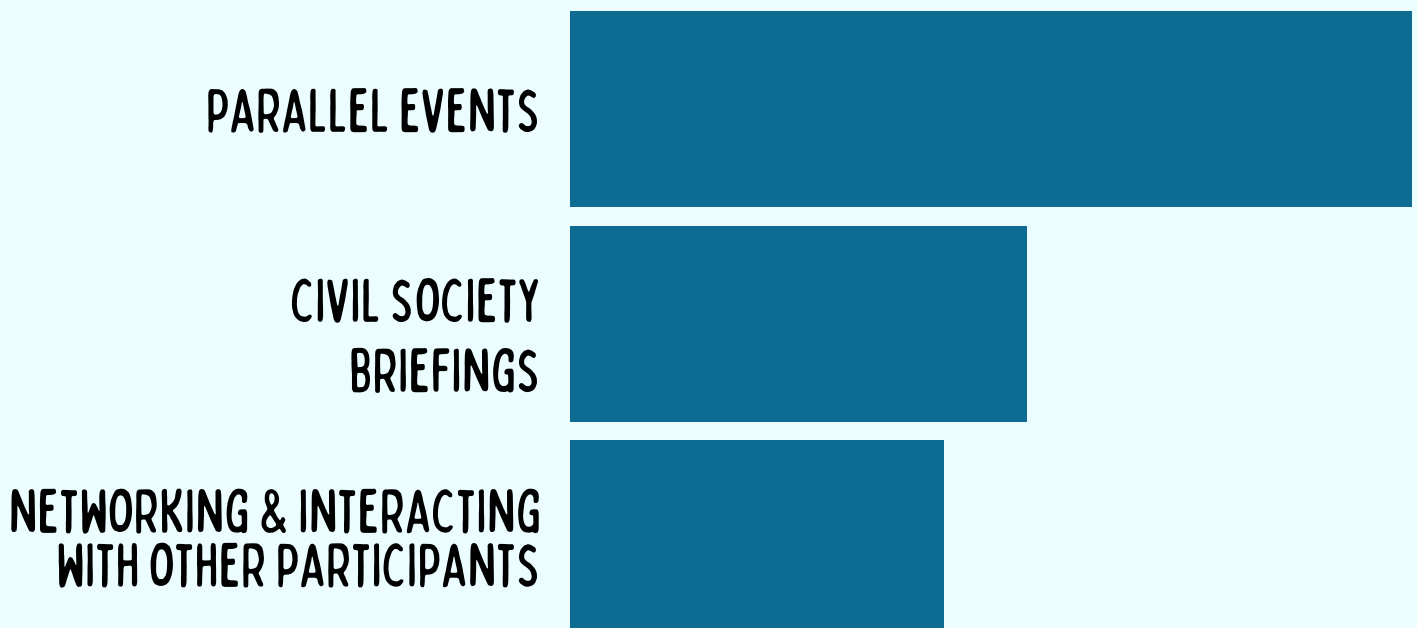 PARALLEL EVENTS
CIVIL SOCIETY
BRIEFINGS
NETWORKING & INTERACTING
WITH OTHER PARTICIPANTS